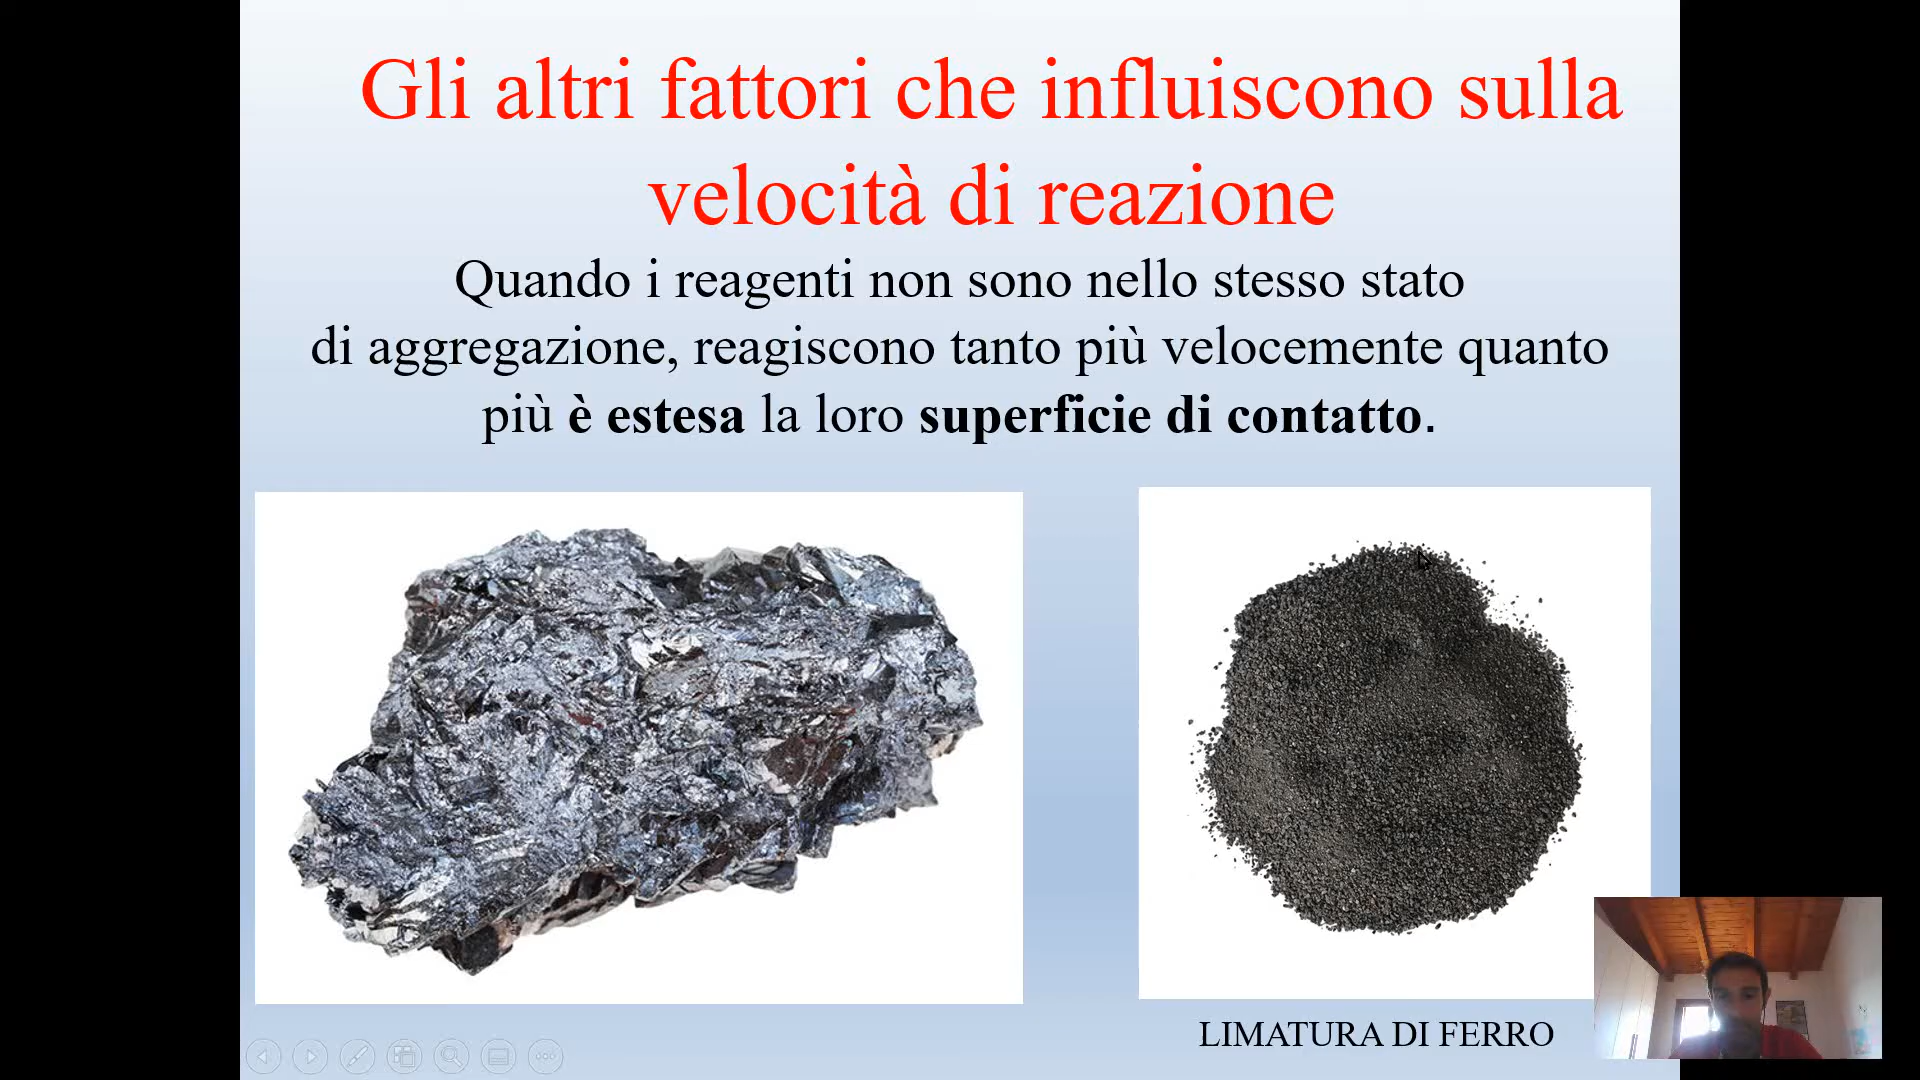 Gli altri fattori che influiscono sulla
velocità di reazione
Quando i reagenti non sono nello stesso stato
di aggregazione, reagiscono tanto più velocemente quanto
più è estesa la loro superficie di contatto.
LIMATURA DI FERRO